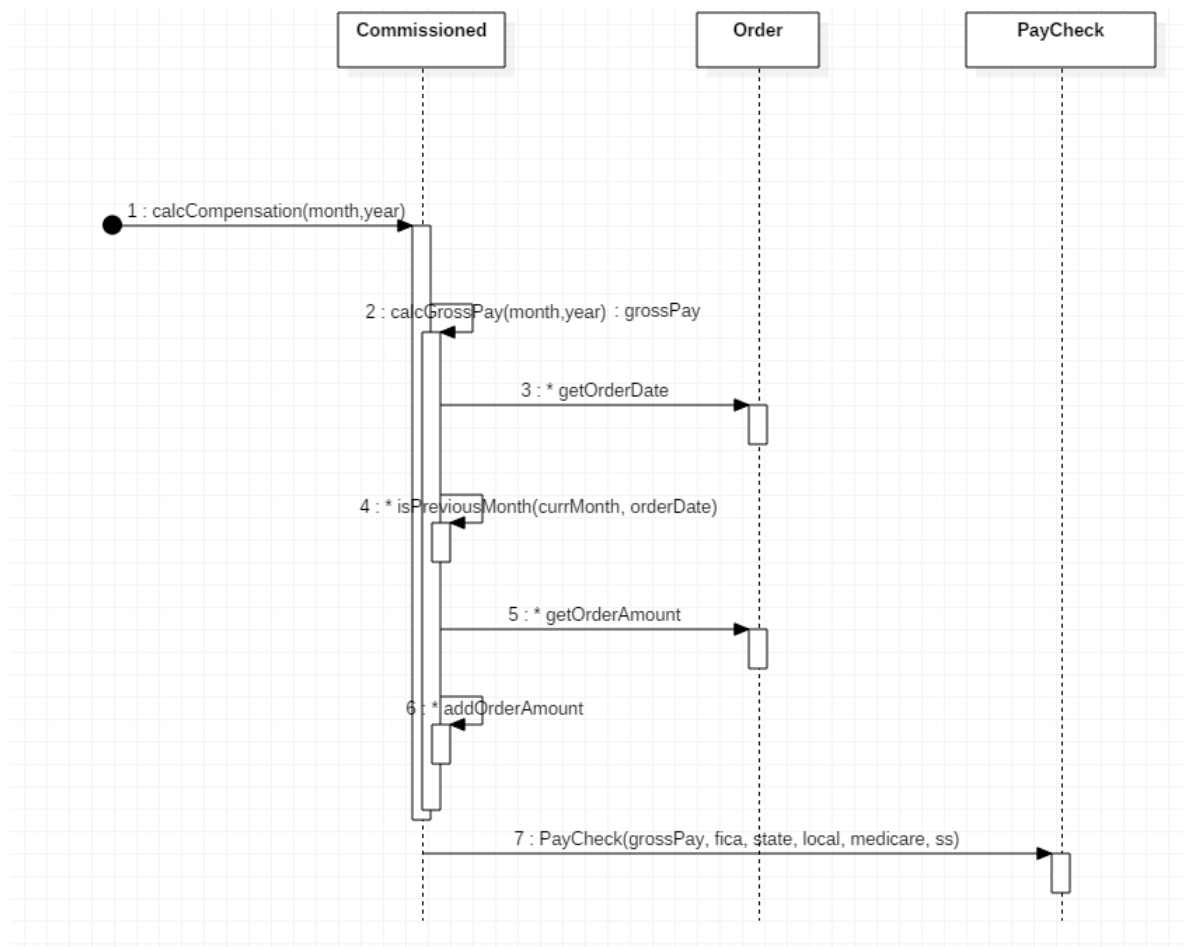 Commissioned
Order
PayCheck
1 : calcCompensation(month,year)
2 : calcGrossPay(month,year) : grossPay
3 : * getOrderDate
4 : * isPreviousMonth(currMonth, orderDate)
5 : * getOrderAmount
6 : * addOrderAmount
7 : PayCheck(grossPay, fica, state, local, medicare, ss)